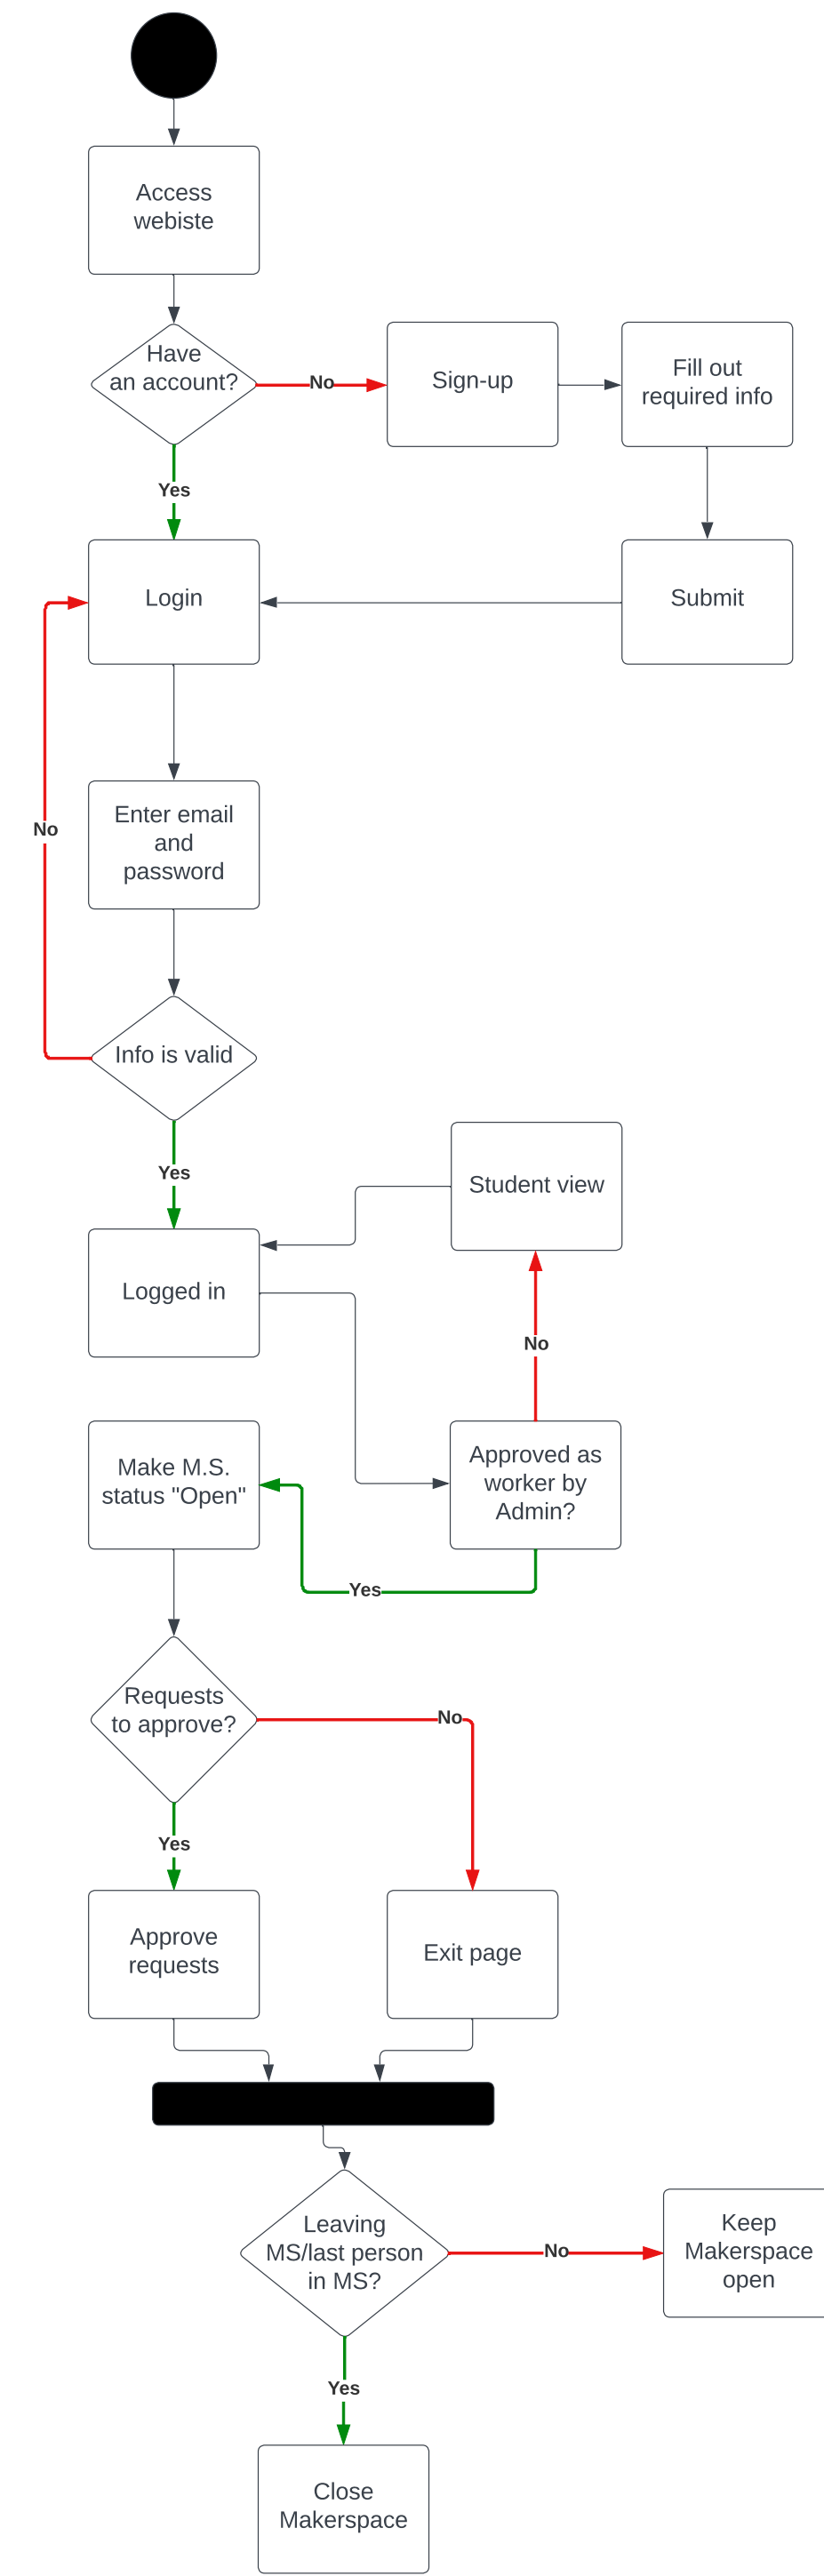 Access
webiste
Have
an account?
No
Sign-up
Fill out
required info
Yes
Login
Submit
No
Enter email
and
password
Info is valid
Yes
Student view
Logged in
No
Approved as
worker by
Admin?
Make M.S.
status "Open"
Yes
Requests
to approve?
No
Yes
Approve
requests
Exit page
Leaving
MS/last person
in MS?
No
Keep
Makerspace
open
Yes
Close
Makerspace